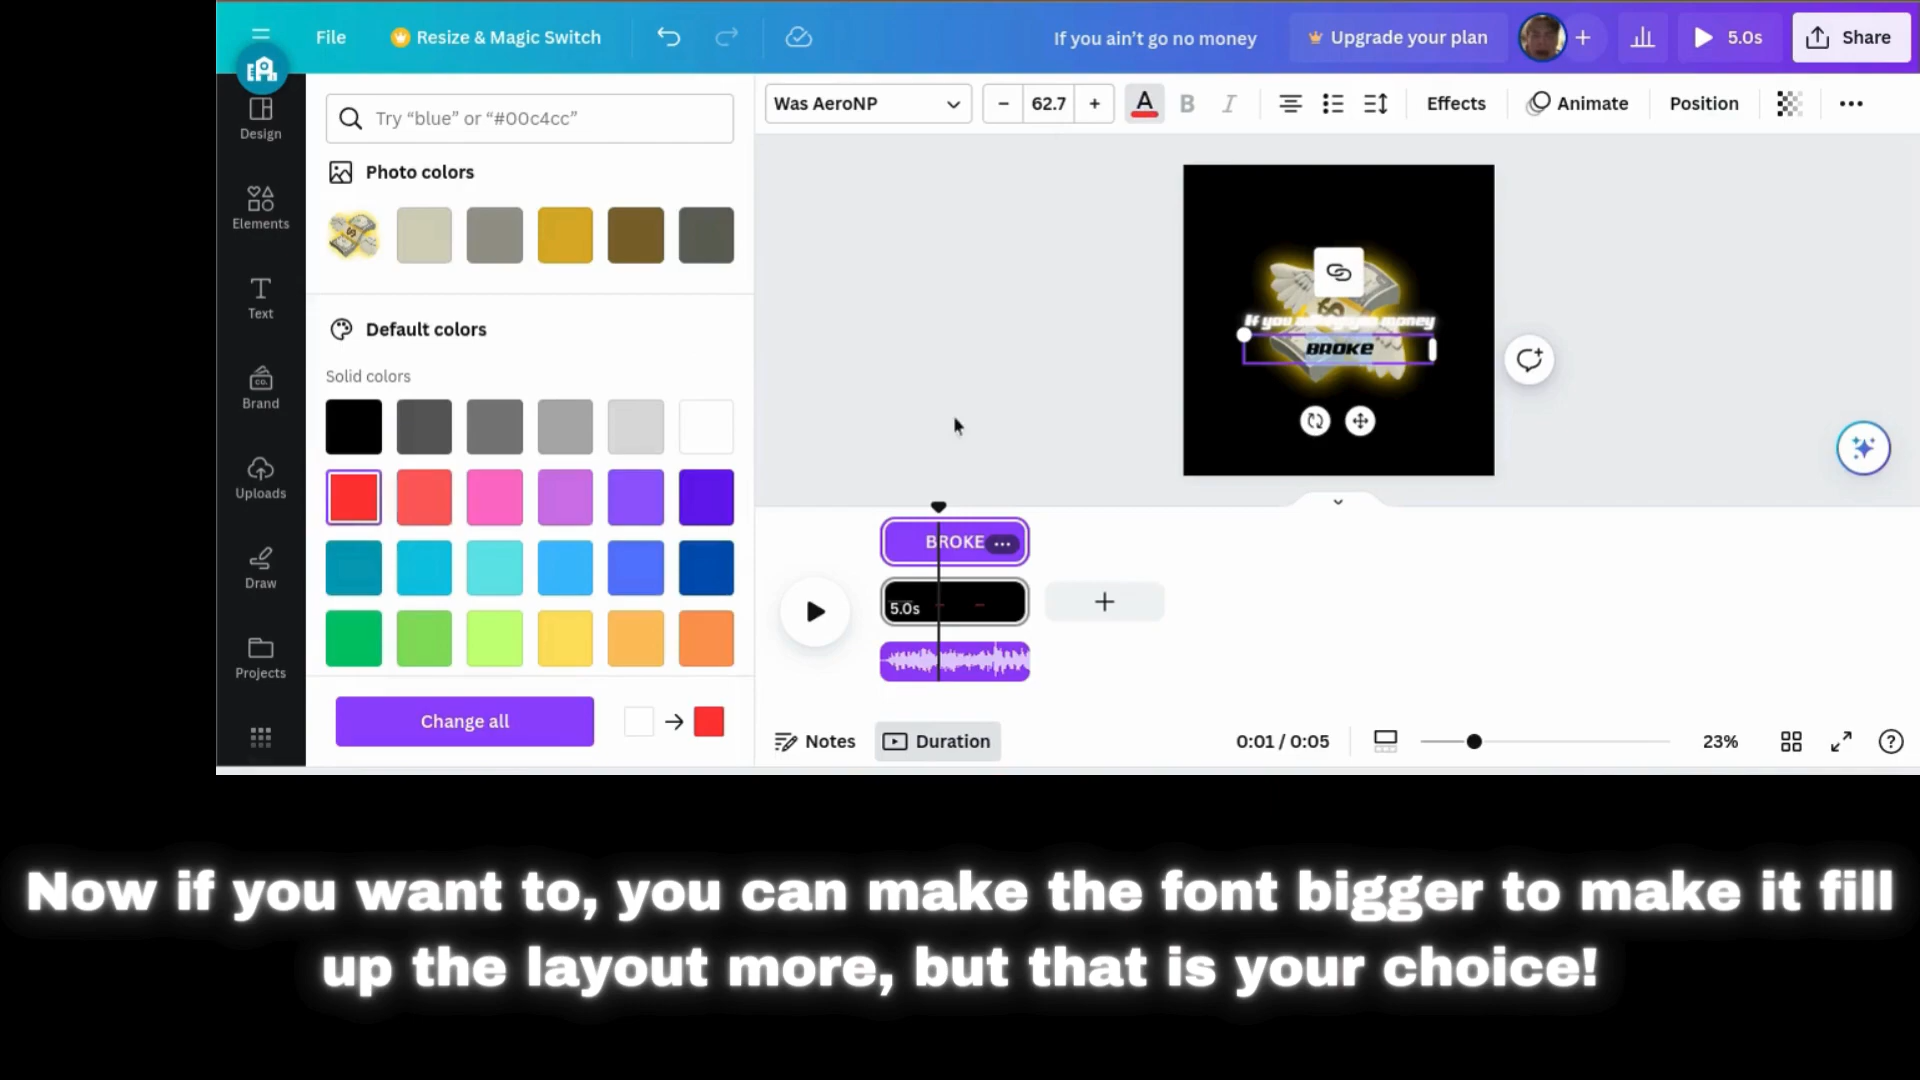 File
Resize & Magic Switch
If you ain't go no money
Upgrade your plan
5.0s
Share
Design
Elements
Text
Brand
CO.
Uploads
Draw
Projects
Try “blue” or “#00c4cc”
Photo colors
Default colors
Solid colors
Change all
Was AeroNP
62.7
A
B
I
Effects
Animate
Position
If you money
BROKE
BROKE
5.0s
Notes
Duration
0:01 / 0:05
23%
Now if you want to, you can make the font bigger to make it fill
up the layout more, but that is your choice!